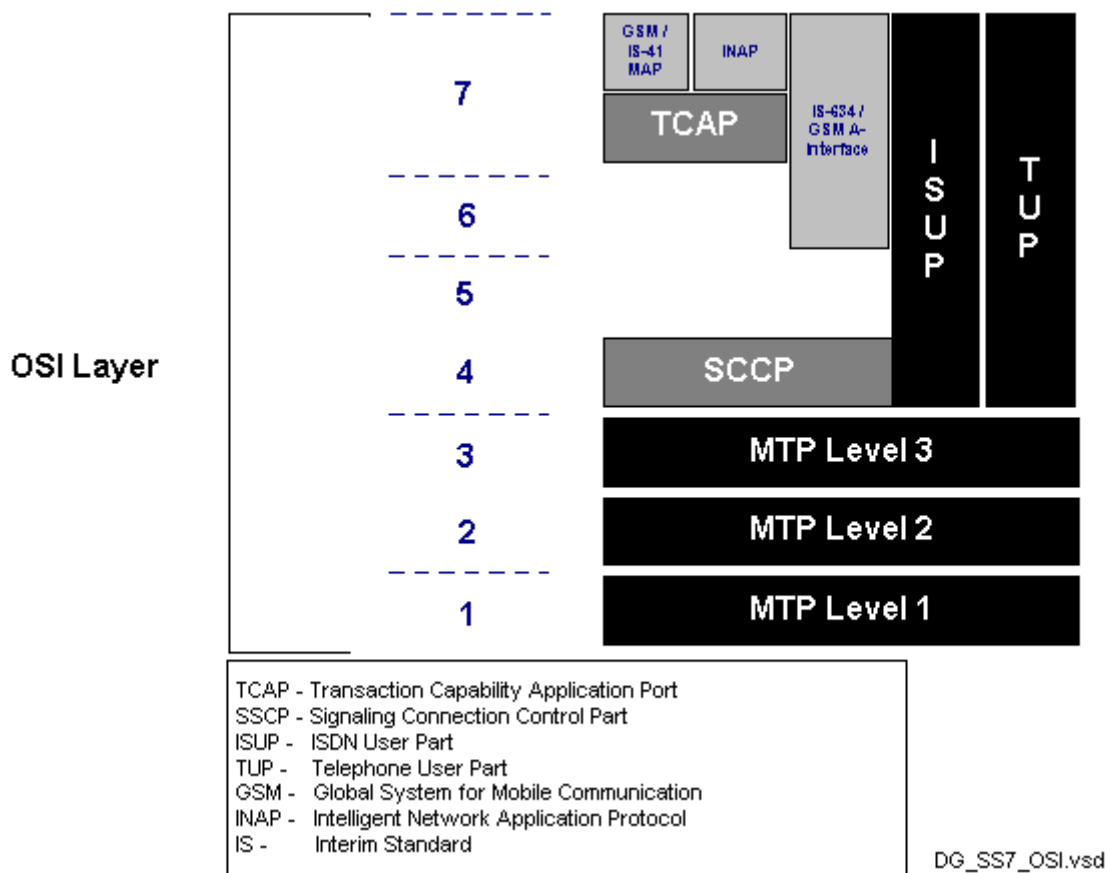 GSM /
IS-41
MAP
INAP
7
TCAP
IS-634 /
GSM A-
Interface
ISUP
TUP
6
5
OSI Layer
4
SCCP
3
MTP Level 3
2
MTP Level 2
1
MTP Level 1
TCAP - Transaction Capability Application Port
SSCP - Signaling Connection Control Part
ISUP - ISDN User Part
TUP - Telephone User Part
GSM - Global System for Mobile Communication
INAP - Intelligent Network Application Protocol
IS - Interim Standard
DG_SS7_OSI.vsd